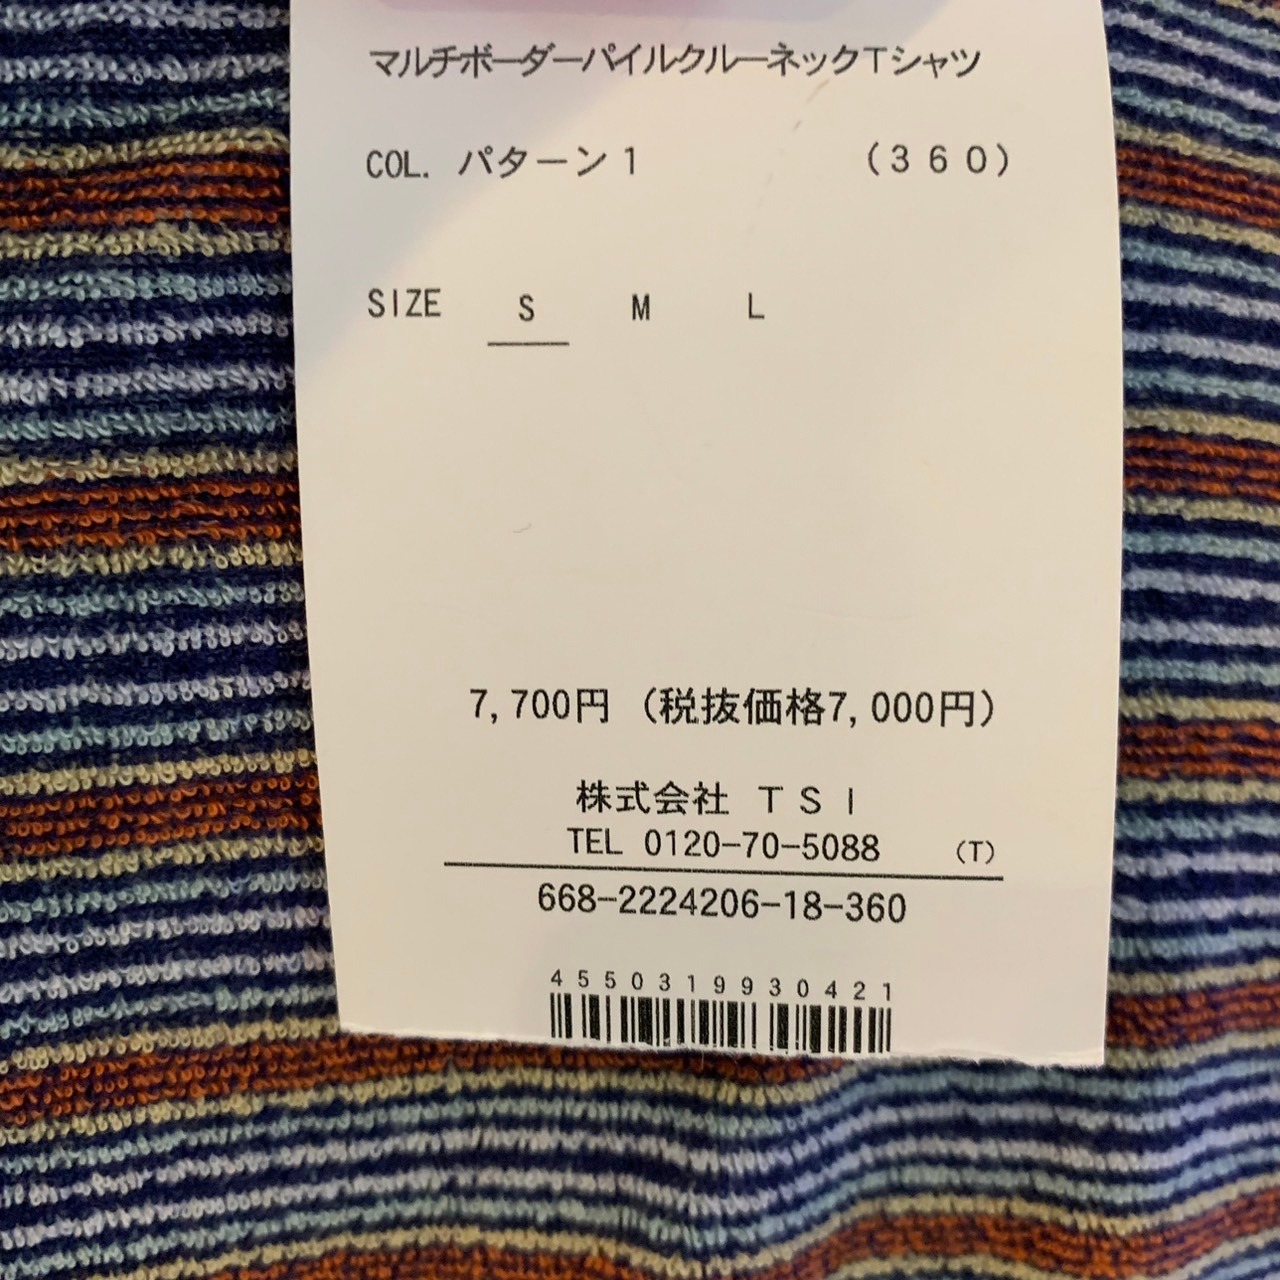 マルチボーダーパイルクルーネックTシャツ
COL. パターン1 (360)
SIZE S M L
7,700円 (税抜価格7,000円)
株式会社 TSI
TEL 0120-70-5088 (T)
668-2224206-18-360
4550319930421